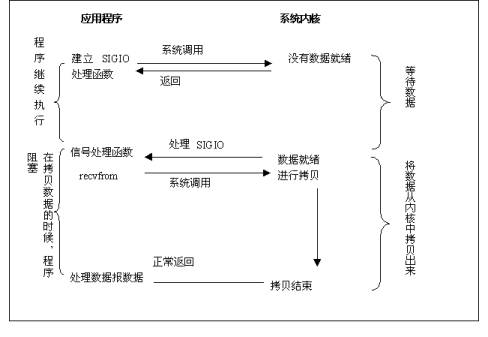 应用程序
系统内核
程序继续执行
建立 SIGIO
处理函数
系统调用
返回
没有数据就绪
等待数据
在拷贝数据的时候，程序
阻塞
信号处理函数
recvfrom
处理 SIGIO
系统调用
数据就绪
进行拷贝
将数据从内核中拷贝出来
处理数据报数据
正常返回
拷贝结束